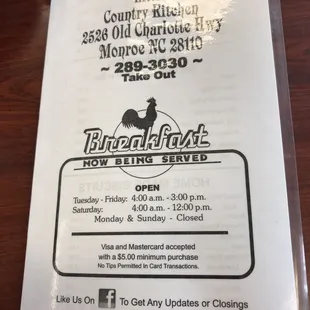 Country Kitchen
2526 Old Charlotte Hwy
Monroe NC 28110
~ 289-3030 ~
Take Out
Breakfast
NOW BEING SERVED
OPEN
Tuesday - Friday: 4:00 a.m. - 3:00 p.m.
Saturday: 4:00 a.m. - 12:00 p.m.
Monday & Sunday - Closed
Visa and Mastercard accepted
with a $5.00 minimum purchase
No Tips Permitted In Card Transactions.
Like Us On f To Get Any Updates or Closings